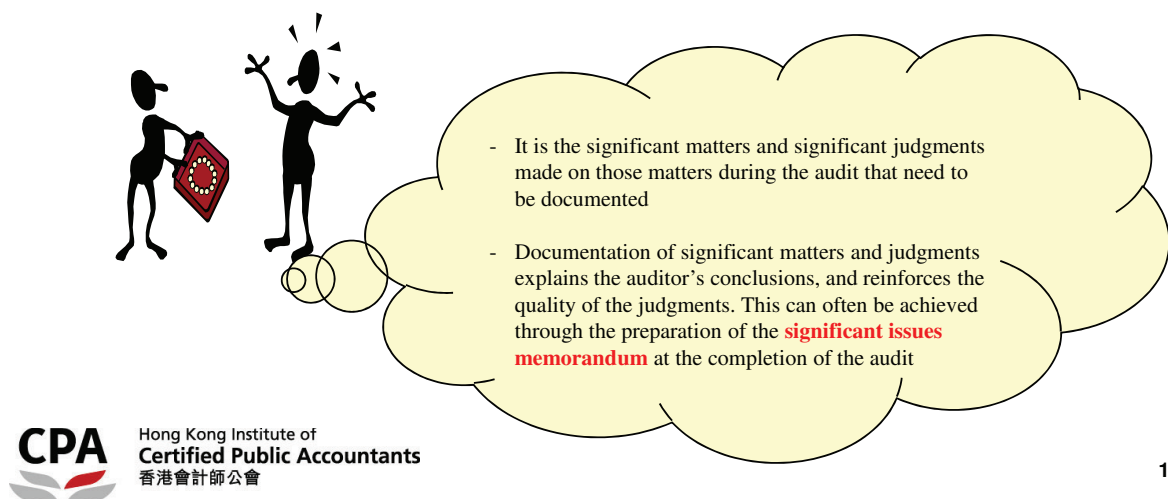 - It is the significant matters and significant judgments
made on those matters during the audit that need to
be documented
- Documentation of significant matters and judgments
explains the auditor's conclusions, and reinforces the
quality of the judgments. This can often be achieved
through the preparation of the significant issues
memorandum at the completion of the audit
CPA
Hong Kong Institute of
Certified Public Accountants
香港會計師公會
1